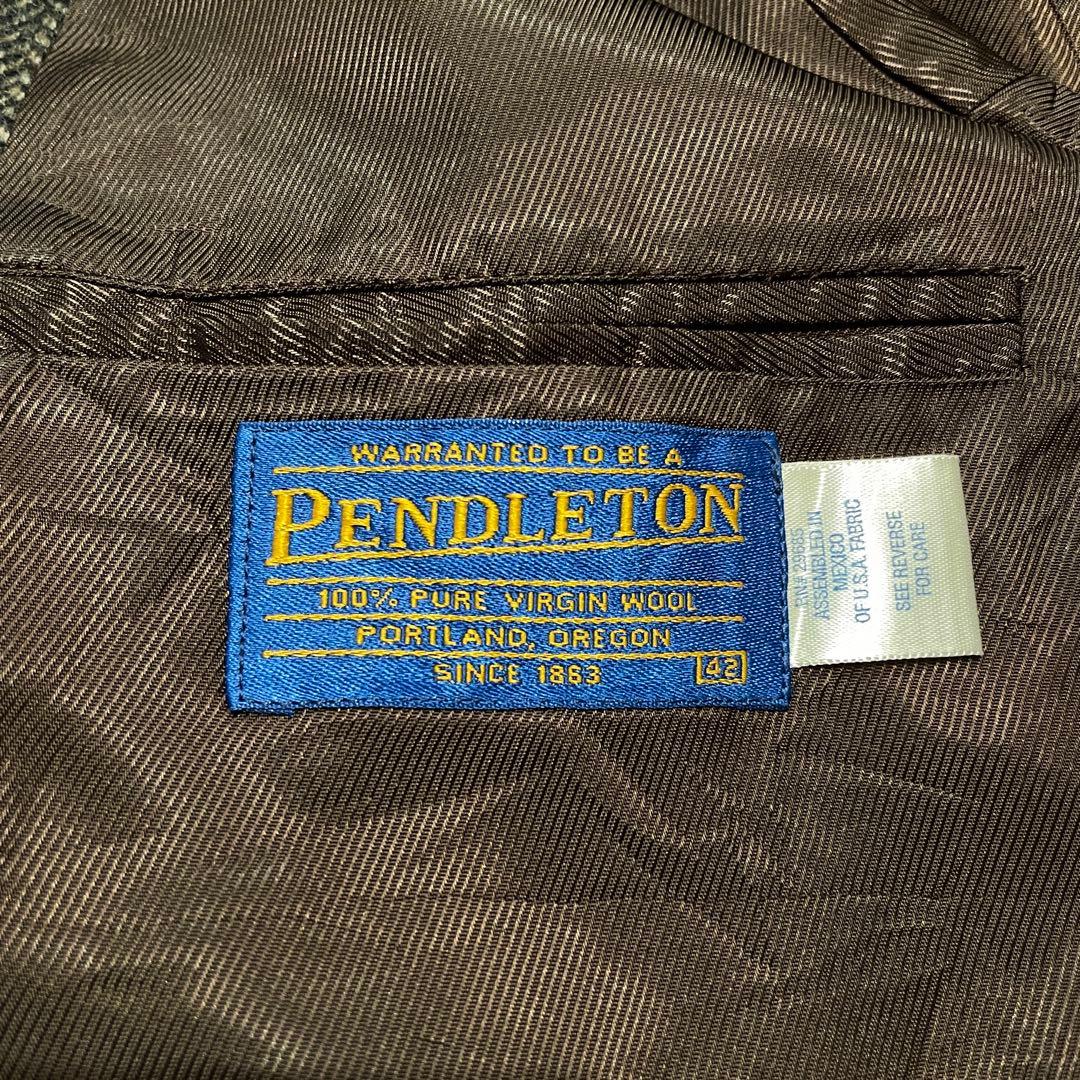 WARRANTED TO BE A
PENDLETON
100% PURE VIRGIN WOOL
PORTLAND, OREGON
SINCE 1863
42
ASSEMBLED IN
MEXICO
OF U.S.A. FABRIC
SEE REVERSE
FOR CARE